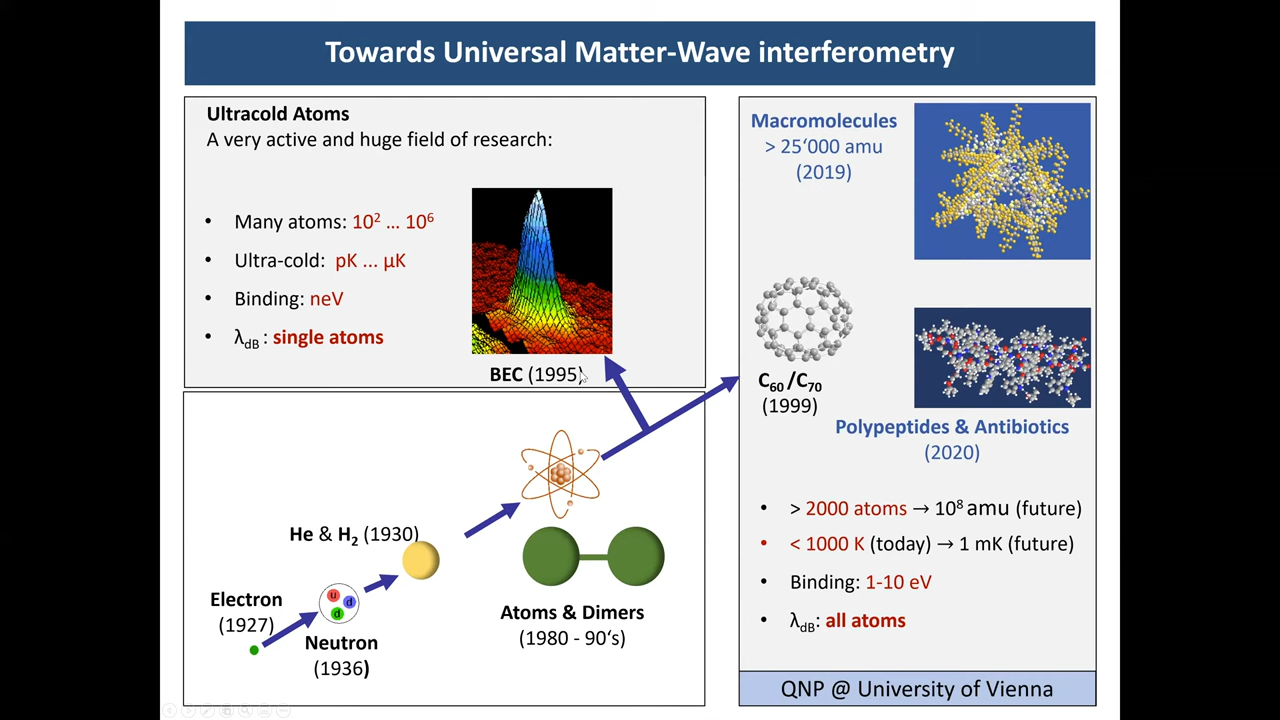 Towards Universal Matter-Wave interferometry
Ultracold Atoms
A very active and huge field of research:
• Many atoms: 10² ... 10⁶
• Ultra-cold: pK ... µK
• Binding: neV
• λdB : single atoms
BEC (1995)
He & H₂ (1930)
Electron
(1927)
u
d
d
Neutron
(1936)
Atoms & Dimers
(1980 - 90‘s)
Macromolecules
> 25‘000 amu
(2019)
C₆₀/C₇₀
(1999)
Polypeptides & Antibiotics
(2020)
• > 2000 atoms → 10⁸ amu (future)
• < 1000 K (today) → 1 mK (future)
• Binding: 1-10 eV
• λdB: all atoms
QNP @ University of Vienna